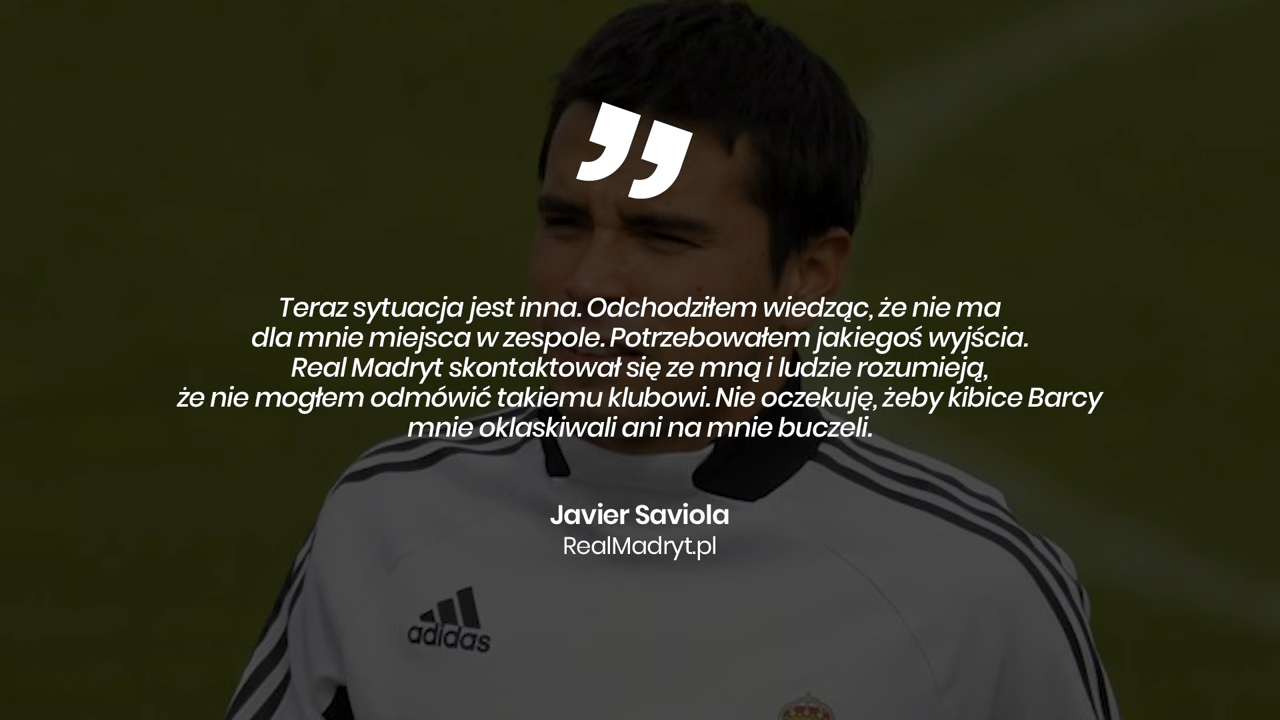 Teraz sytuacja jest inna. Odchodziłem wiedząc, że nie ma
dla mnie miejsca w zespole. Potrzebowałem jakiegoś wyjścia.
Real Madryt skontaktował się ze mną i ludzie rozumieją,
że nie mogłem odmówić takiemu klubowi. Nie oczekuję, żeby kibice Barcy
mnie oklaskiwali ani na mnie buczeli.
Javier Saviola
RealMadryt.pl
adidas